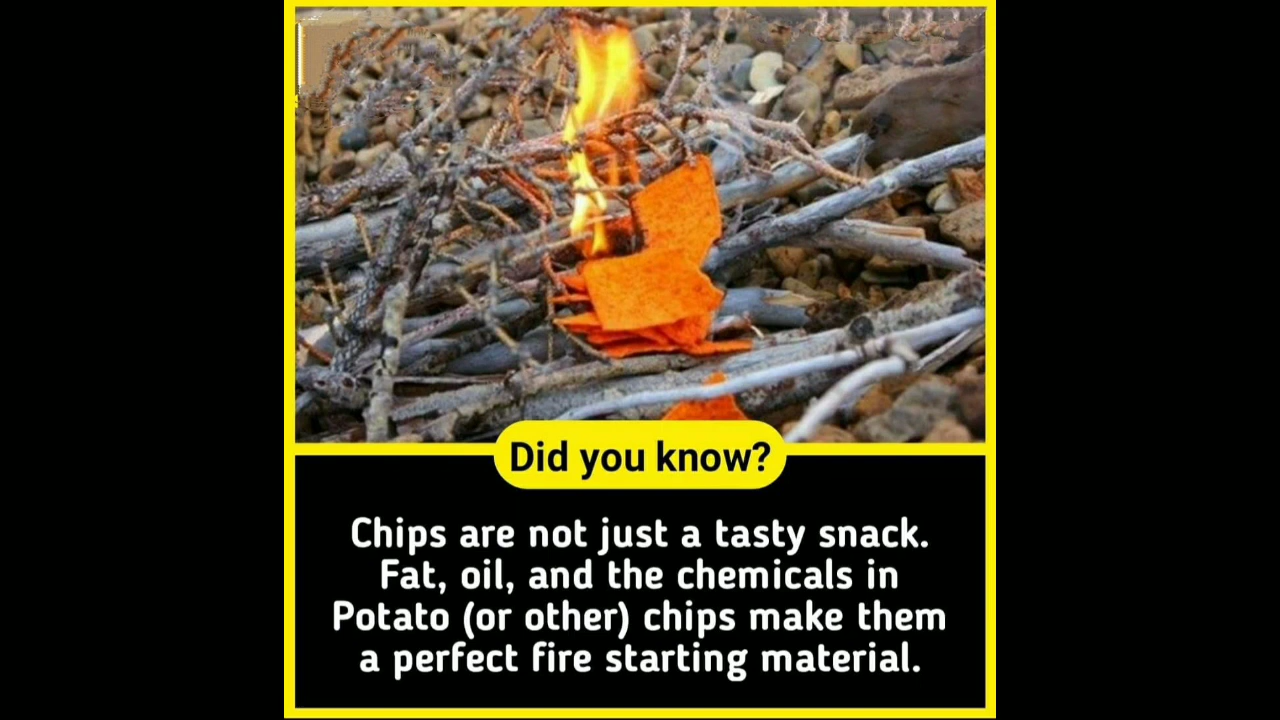 Did you know?
Chips are not just a tasty snack.
Fat, oil, and the chemicals in
Potato (or other) chips make them
a perfect fire starting material.